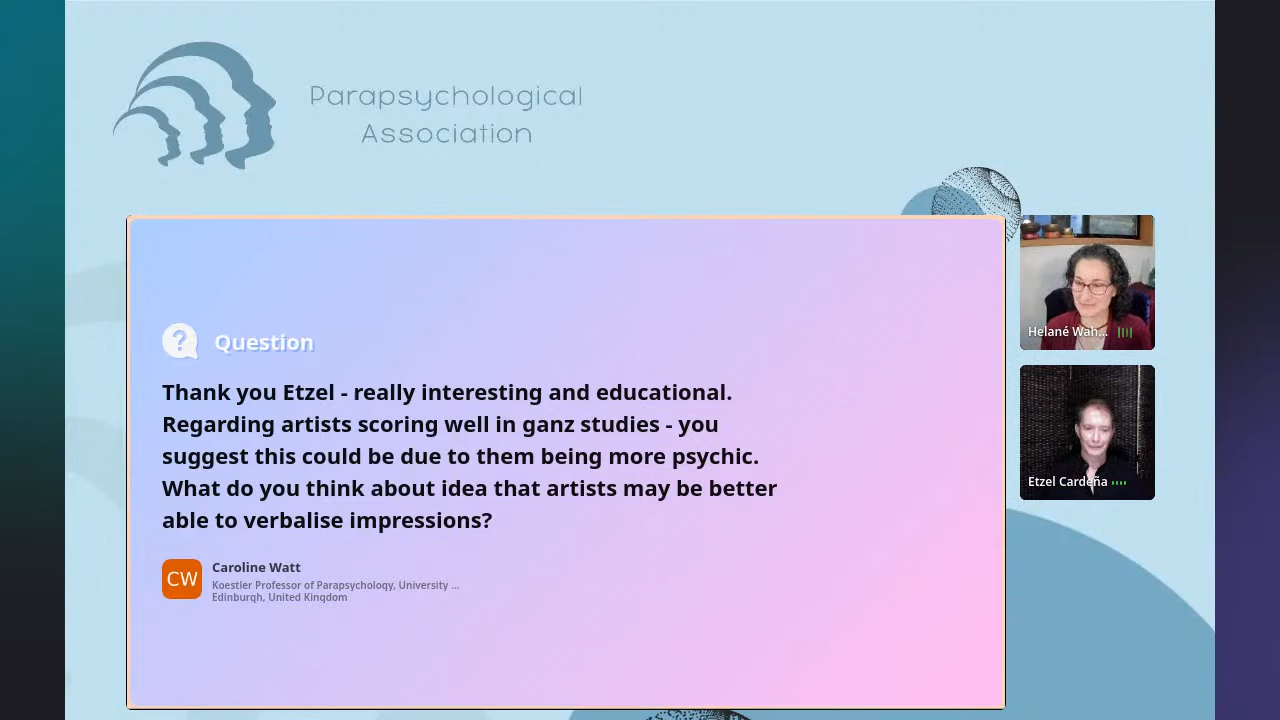 Parapsychological
Association
Question
Thank you Etzel - really interesting and educational.
Regarding artists scoring well in ganz studies - you
suggest this could be due to them being more psychic.
What do you think about idea that artists may be better
able to verbalise impressions?
CW
Caroline Watt
Koestler Professor of Parapsychology, University ...
Edinburgh, United Kingdom
Helané Wah...
Etzel Cardeña